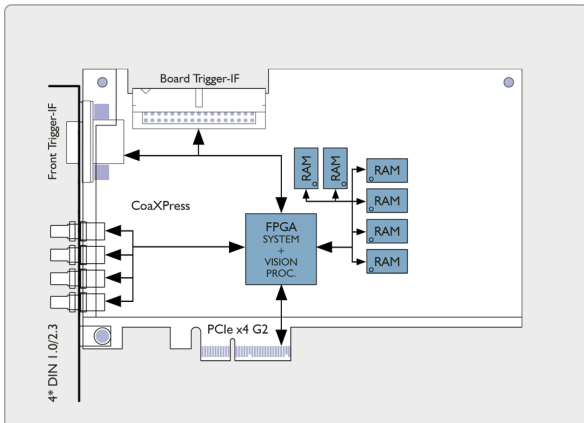 Board Trigger-IF
Front Trigger-IF
RAM
RAM
RAM
RAM
RAM
RAM
CoaXPress
FPGA
SYSTEM
+
VISION
PROC.
PCIe x4 G2
4* DIN 1.0/2.3